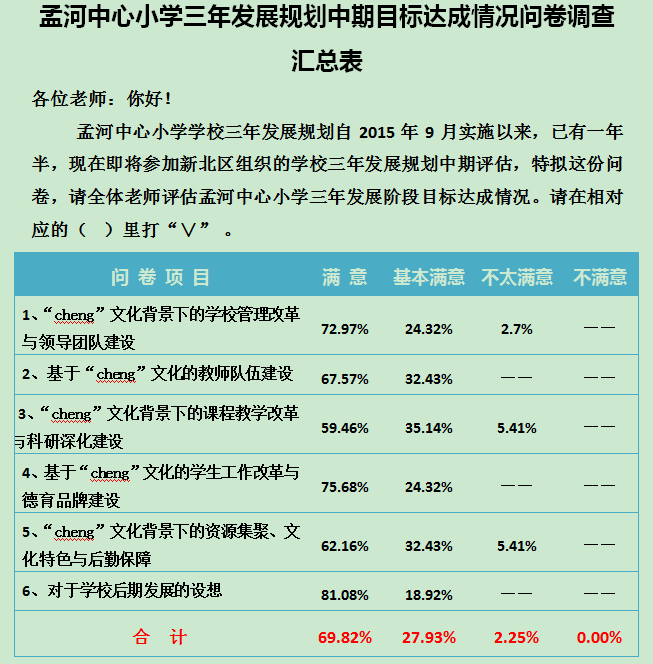 孟河中心小学三年发展规划中期目标达成情况问卷调查
汇总表
各位老师：你好！
孟河中心小学学校三年发展规划自 2015 年 9 月实施以来，已有一年
半，现在即将参加新北区组织的学校三年发展规划中期评估，特拟这份问
卷，请全体老师评估孟河中心小学三年发展阶段目标达成情况。请在相对
应的（　）里打“∨”。
问 卷 项 目 满 意 基本满意 不太满意 不满意
1、“cheng”文化背景下的学校管理改革
与领导团队建设 72.97% 24.32% 2.7% ——
2、基于“cheng”文化的教师队伍建设 67.57% 32.43% —— ——
3、“cheng”文化背景下的课程教学改革
与科研深化建设 59.46% 35.14% 5.41% ——
4、基于“cheng”文化的学生工作改革与
德育品牌建设 75.68% 24.32% —— ——
5、“cheng”文化背景下的资源集聚、文
化特色与后勤保障 62.16% 32.43% 5.41% ——
6、对于学校后期发展的设想 81.08% 18.92% —— ——
合 计 69.82% 27.93% 2.25% 0.00%